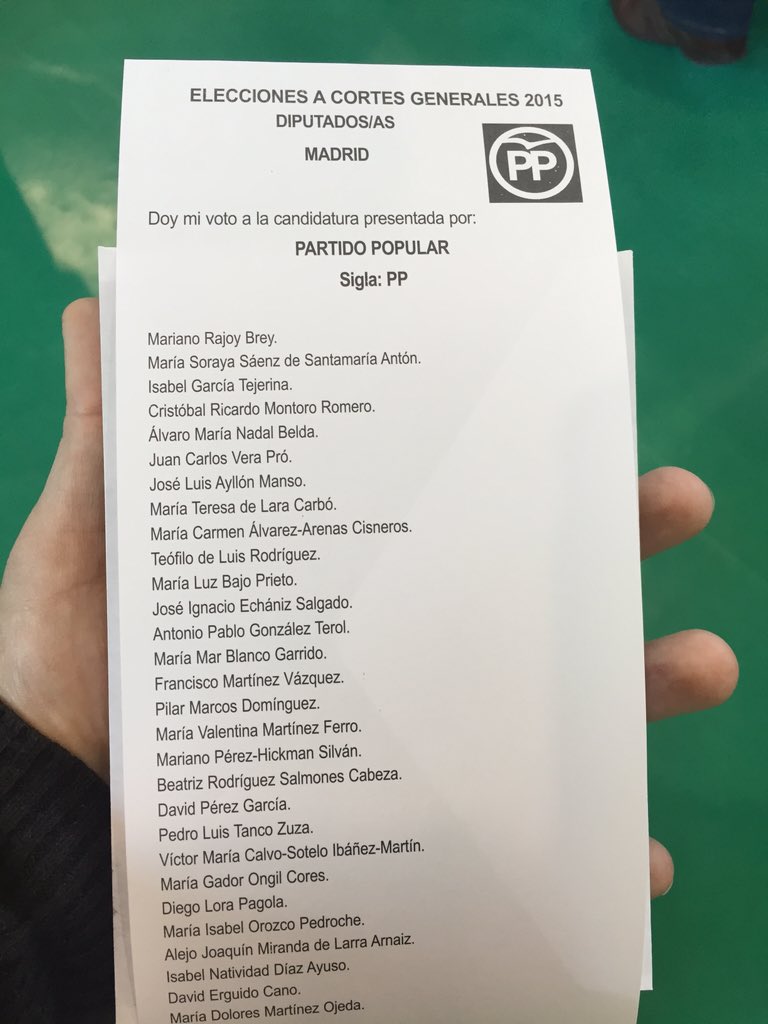 ELECCIONES A CORTES GENERALES 2015
DIPUTADOS/AS
MADRID
PP
Doy mi voto a la candidatura presentada por:
PARTIDO POPULAR
Sigla: PP
Mariano Rajoy Brey.
María Soraya Sáenz de Santamaría Antón.
Isabel García Tejerina.
Cristóbal Ricardo Montoro Romero.
Álvaro María Nadal Belda.
Juan Carlos Vera Pró.
José Luis Ayllón Manso.
María Teresa de Lara Carbó.
María Carmen Álvarez-Arenas Cisneros.
Teófilo de Luis Rodríguez.
María Luz Bajo Prieto.
José Ignacio Echániz Salgado.
Antonio Pablo González Terol.
María Mar Blanco Garrido.
Francisco Martínez Vázquez.
Pilar Marcos Domínguez.
María Valentina Martínez Ferro.
Mariano Pérez-Hickman Silván.
Beatriz Rodríguez Salmones Cabeza.
David Pérez García.
Pedro Luis Tanco Zuza.
Víctor María Calvo-Sotelo Ibáñez-Martín.
María Gador Ongil Cores.
Diego Lora Pagola.
María Isabel Orozco Pedroche.
Alejo Joaquín Miranda de Larra Arnaiz.
Isabel Natividad Díaz Ayuso.
David Erguido Cano.
María Dolores Martínez Ojeda.